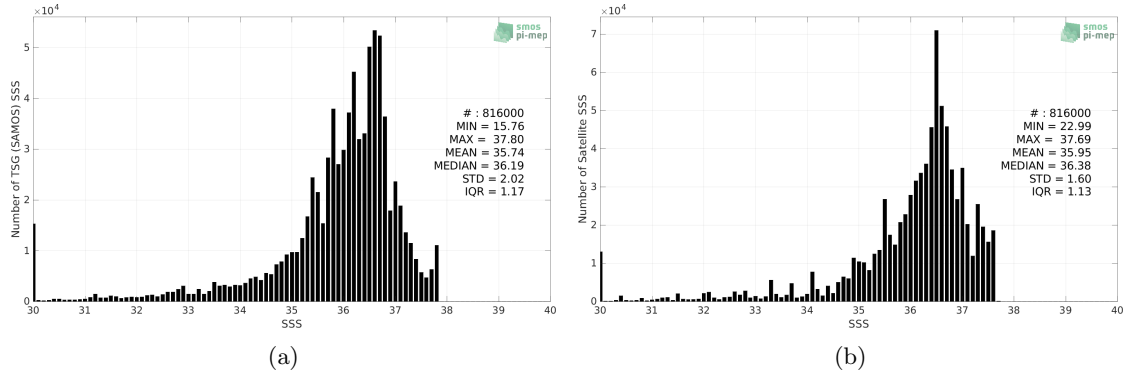 ×10⁴
5
4
3
2
1
0
30 31 32 33 34 35 36 37 38 39 40
SSS
Number of TSG (SAMOS) SSS
smos
pi-mep
# : 816000
MIN = 15.76
MAX = 37.80
MEAN = 35.74
MEDIAN = 36.19
STD = 2.02
IQR = 1.17
(a)
×10⁴
7
6
5
4
3
2
1
0
30 31 32 33 34 35 36 37 38 39 40
SSS
Number of Satellite SSS
smos
pi-mep
# : 816000
MIN = 22.99
MAX = 37.69
MEAN = 35.95
MEDIAN = 36.38
STD = 1.60
IQR = 1.13
(b)